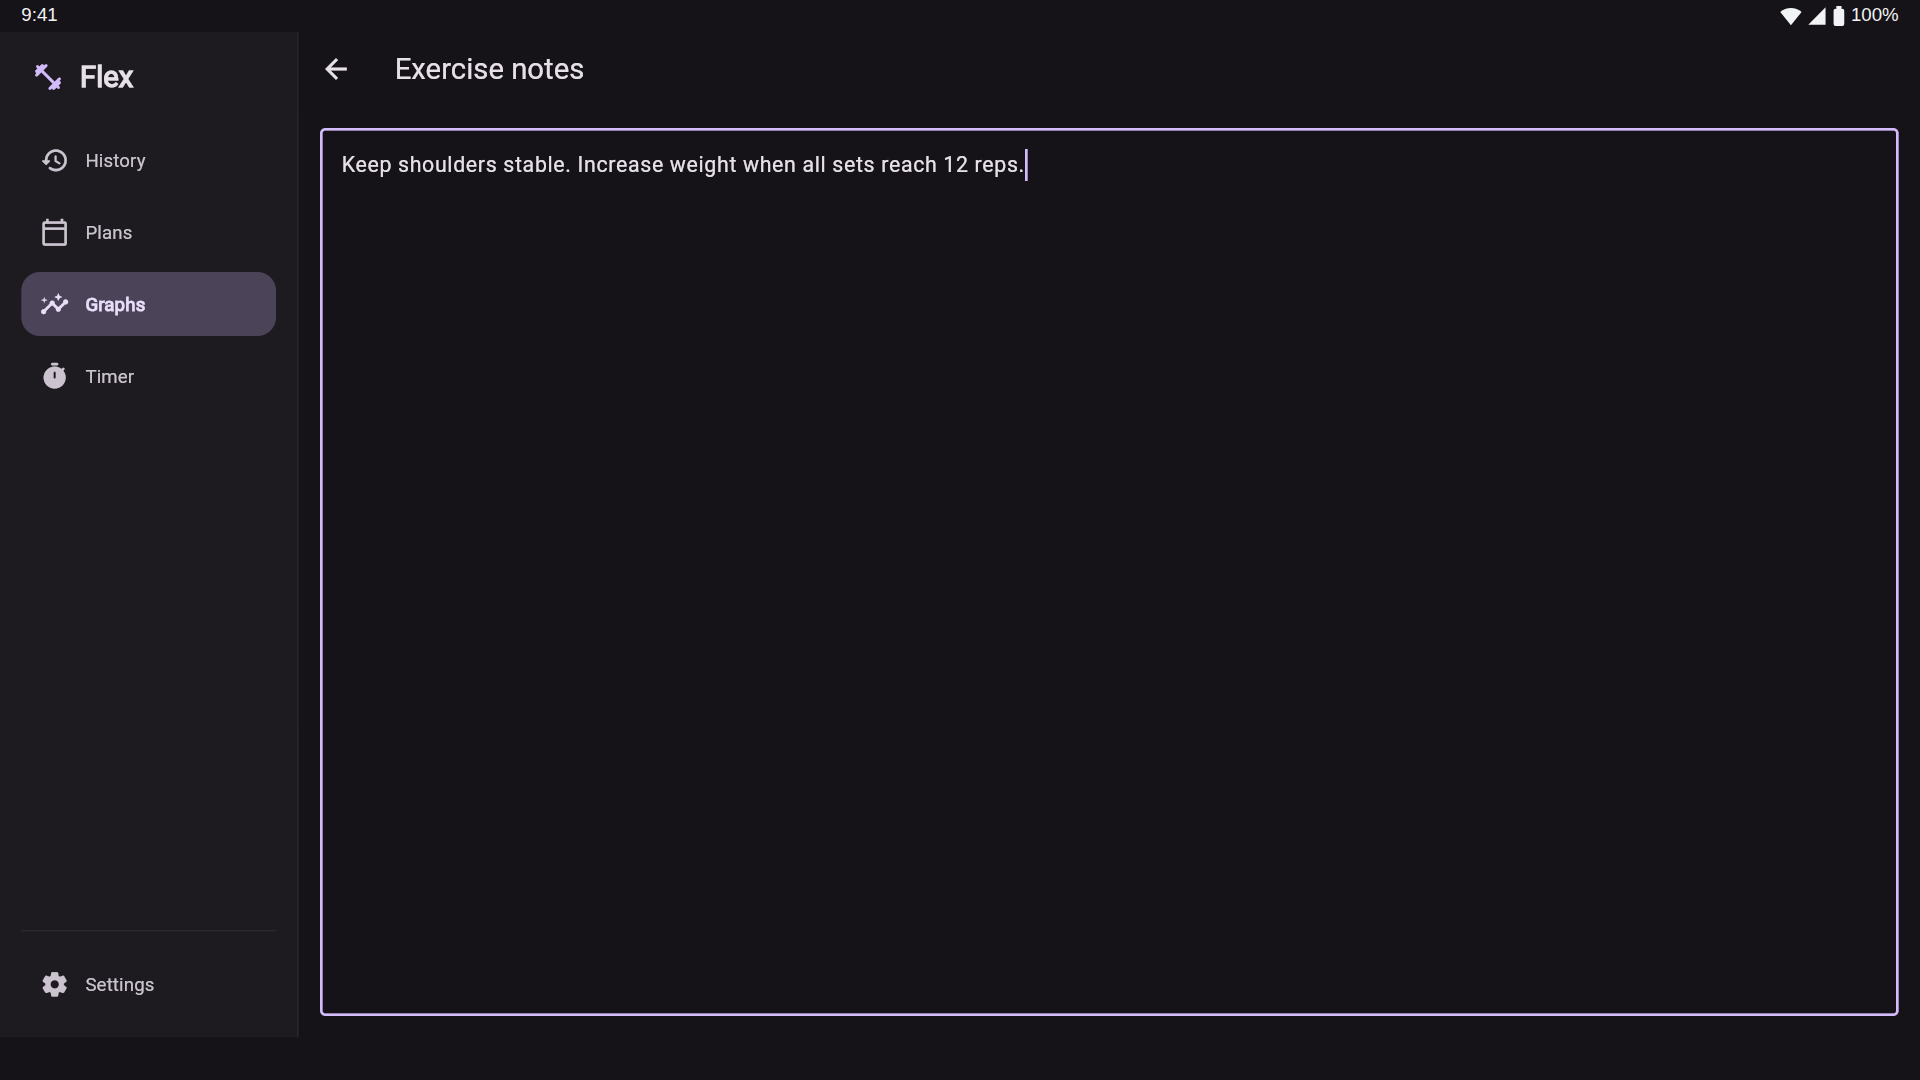 9:41
100%
Flex
Exercise notes
History
Plans
Graphs
Timer
Settings
Keep shoulders stable. Increase weight when all sets reach 12 reps.